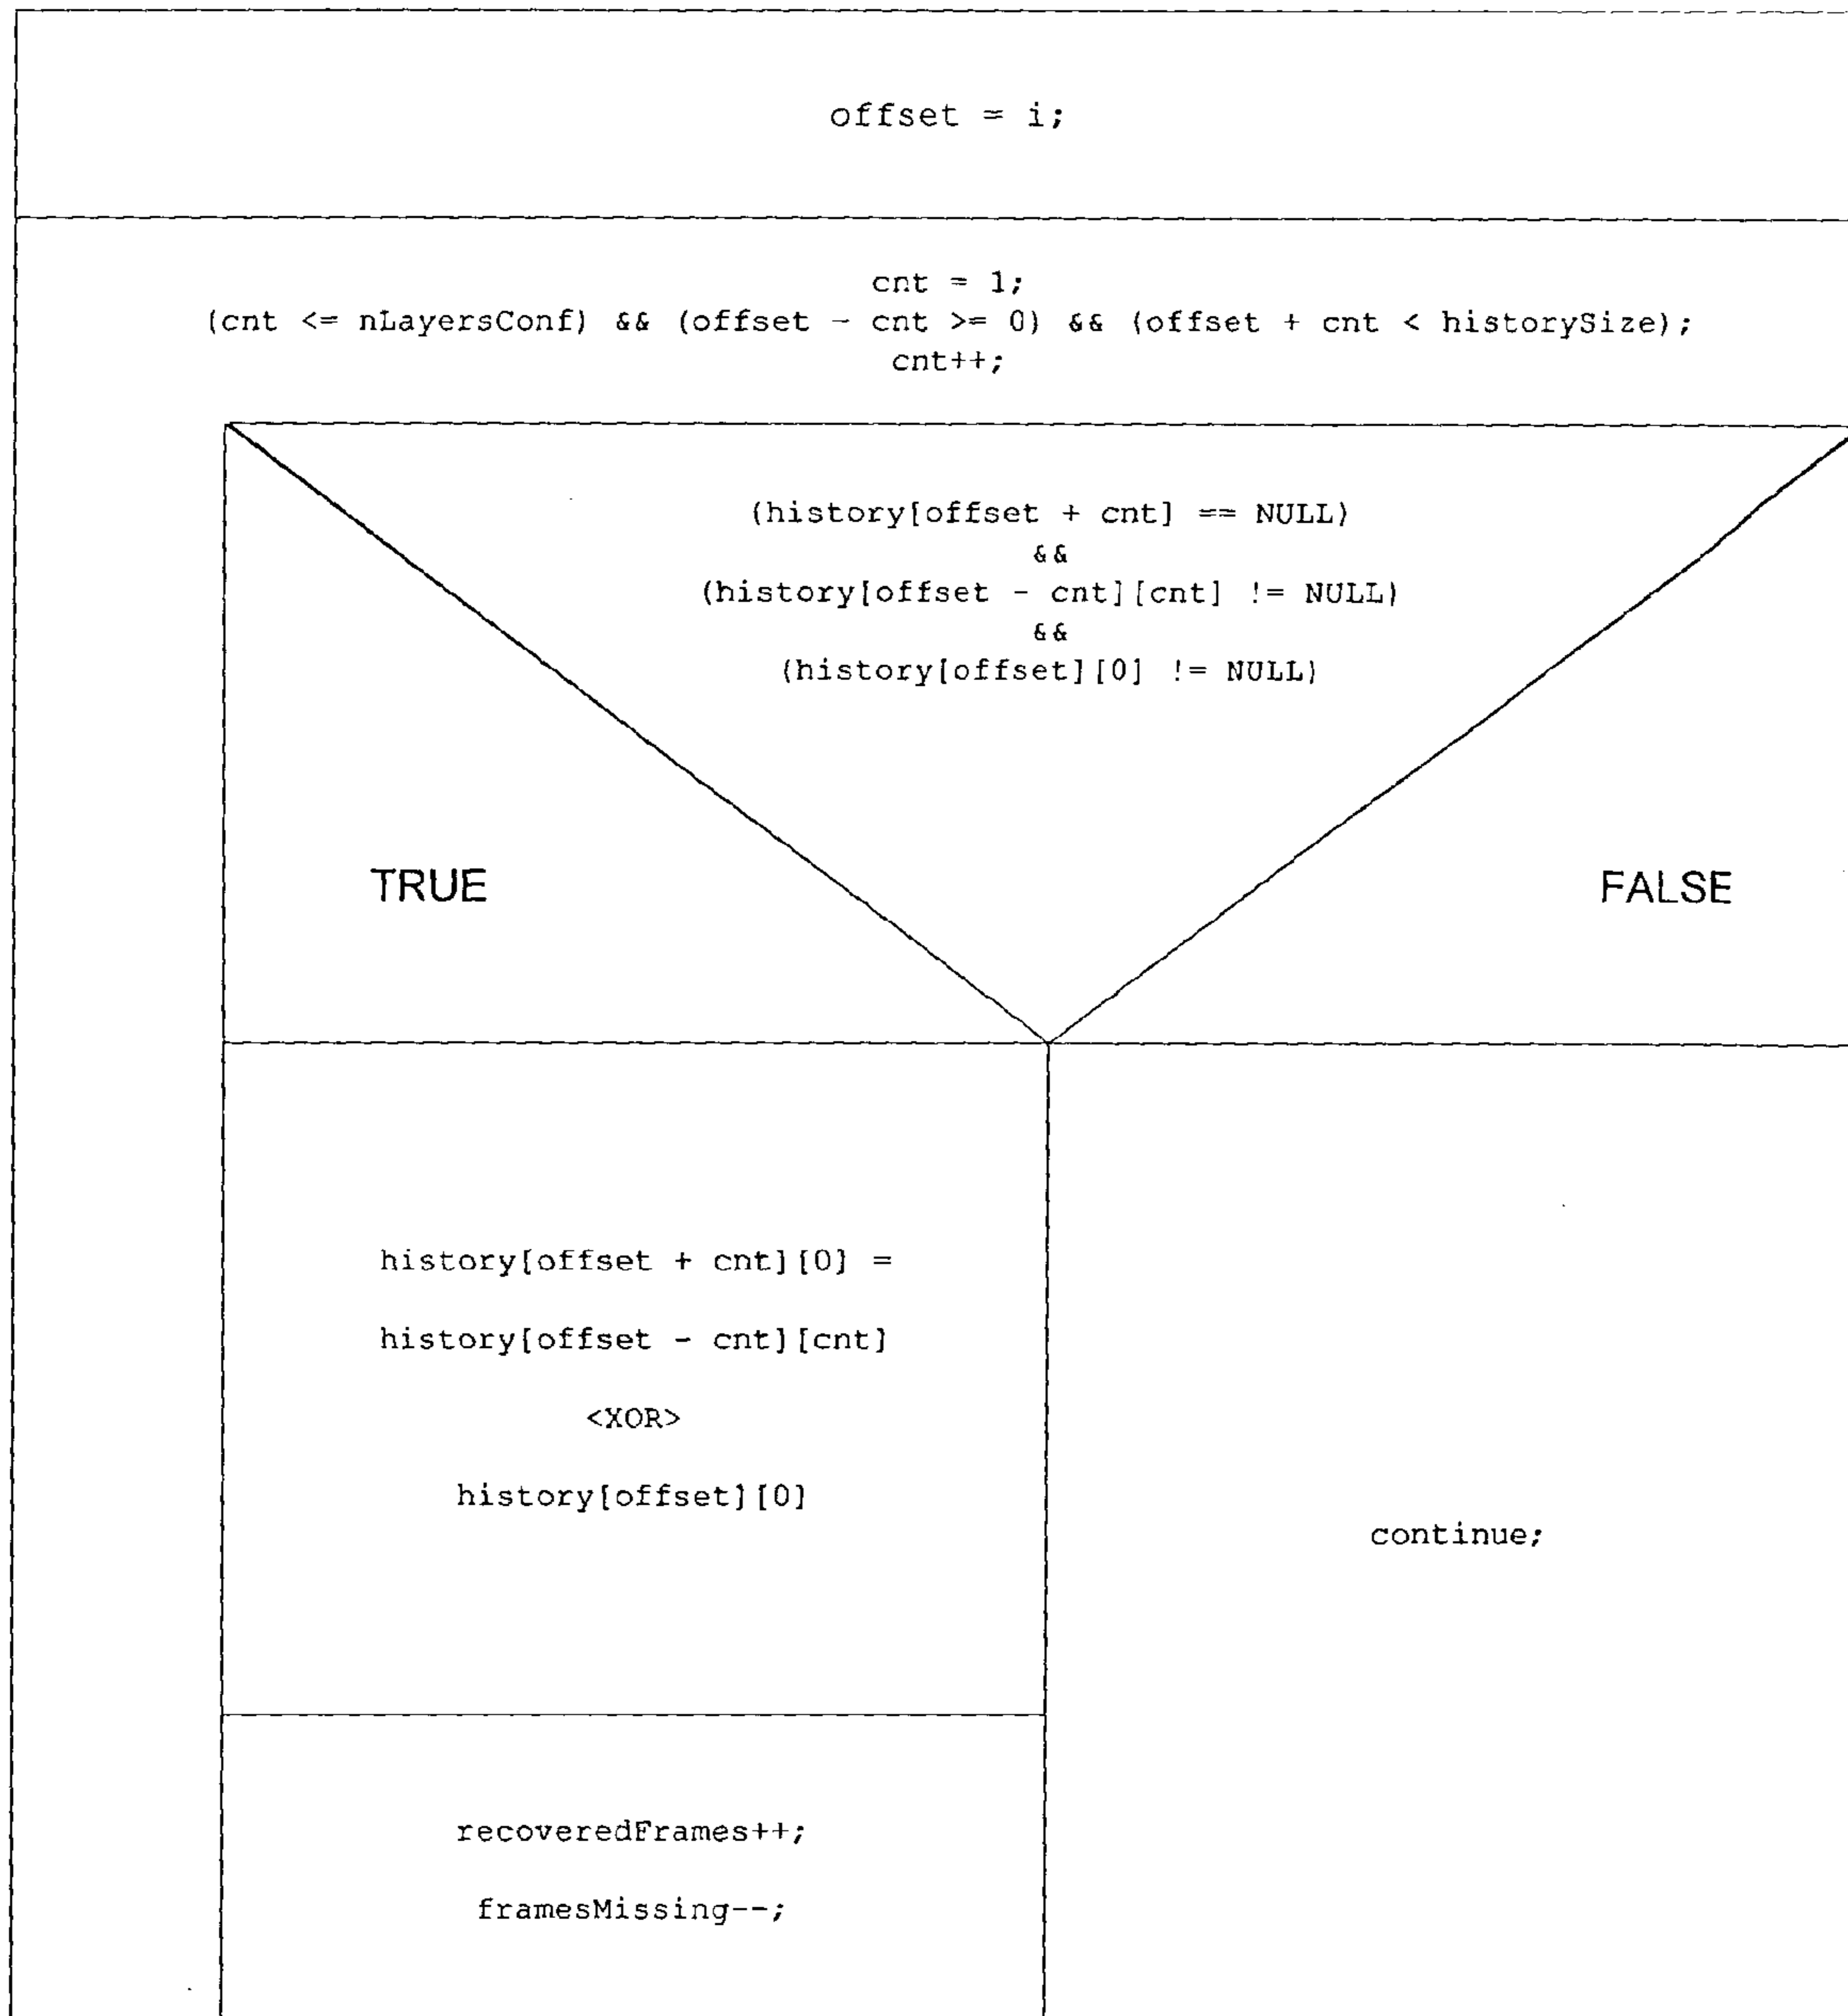 offset = i;
cnt = 1;
(cnt <= nLayersConf) && (offset - cnt >= 0) && (offset + cnt < historySize);
cnt++;
(history[offset + cnt] == NULL)
&&
(history[offset - cnt][cnt] != NULL)
&&
(history[offset][0] != NULL)
TRUE
FALSE
history[offset + cnt][0] =
history[offset - cnt][cnt]
<XOR>
history[offset][0]
continue;
recoveredFrames++;
framesMissing--;